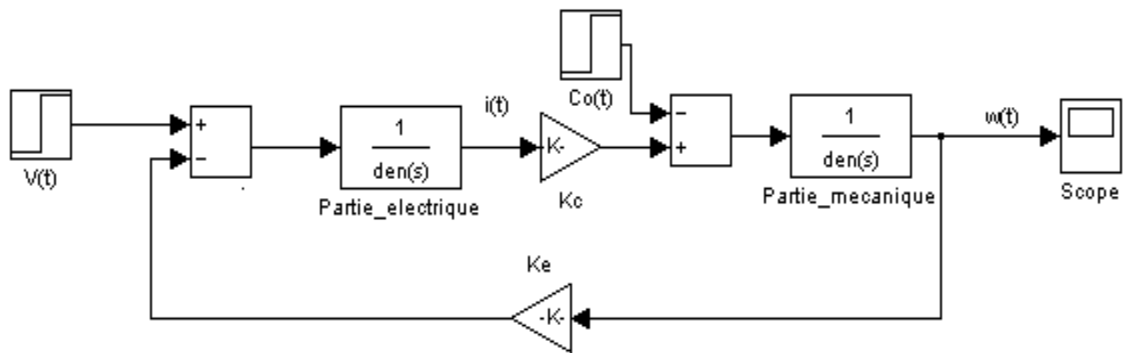 V(t)
+
−
1
den(s)
Partie_electrique
i(t)
-K-
Kc
Co(t)
−
+
1
den(s)
Partie_mecanique
w(t)
Scope
Ke
-K-